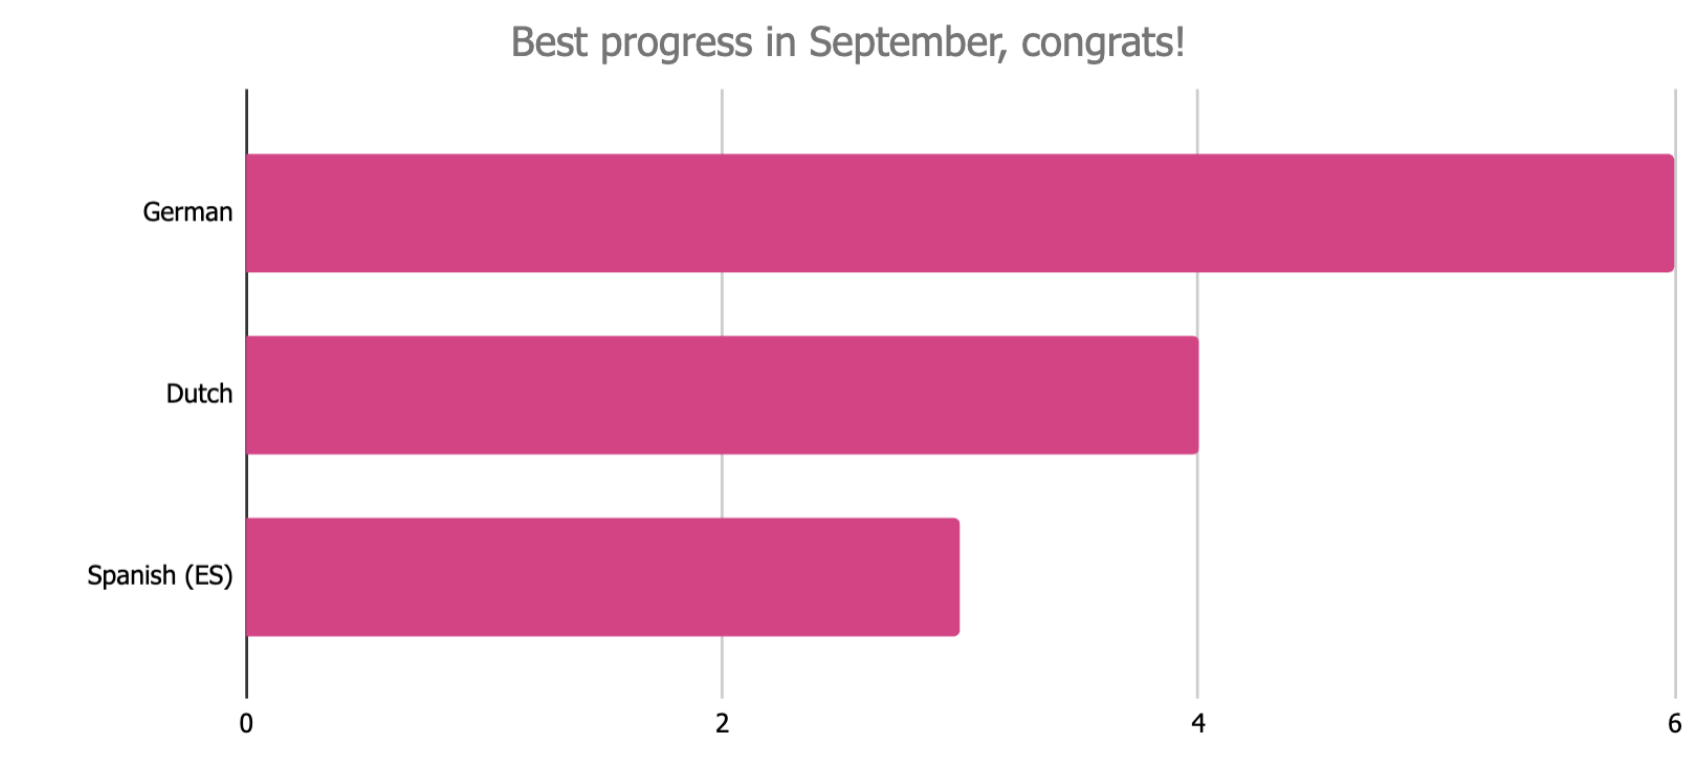 Best progress in September, congrats!
German
Dutch
Spanish (ES)
0 2 4 6